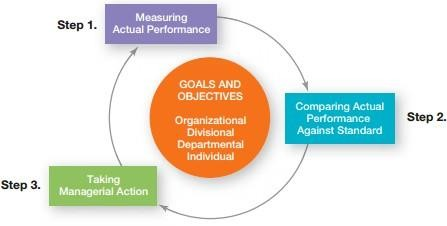 Step 1.
Measuring
Actual Performance
GOALS AND
OBJECTIVES
Organizational
Divisional
Departmental
Individual
Comparing Actual
Performance
Against Standard
Step 2.
Step 3.
Taking
Managerial Action